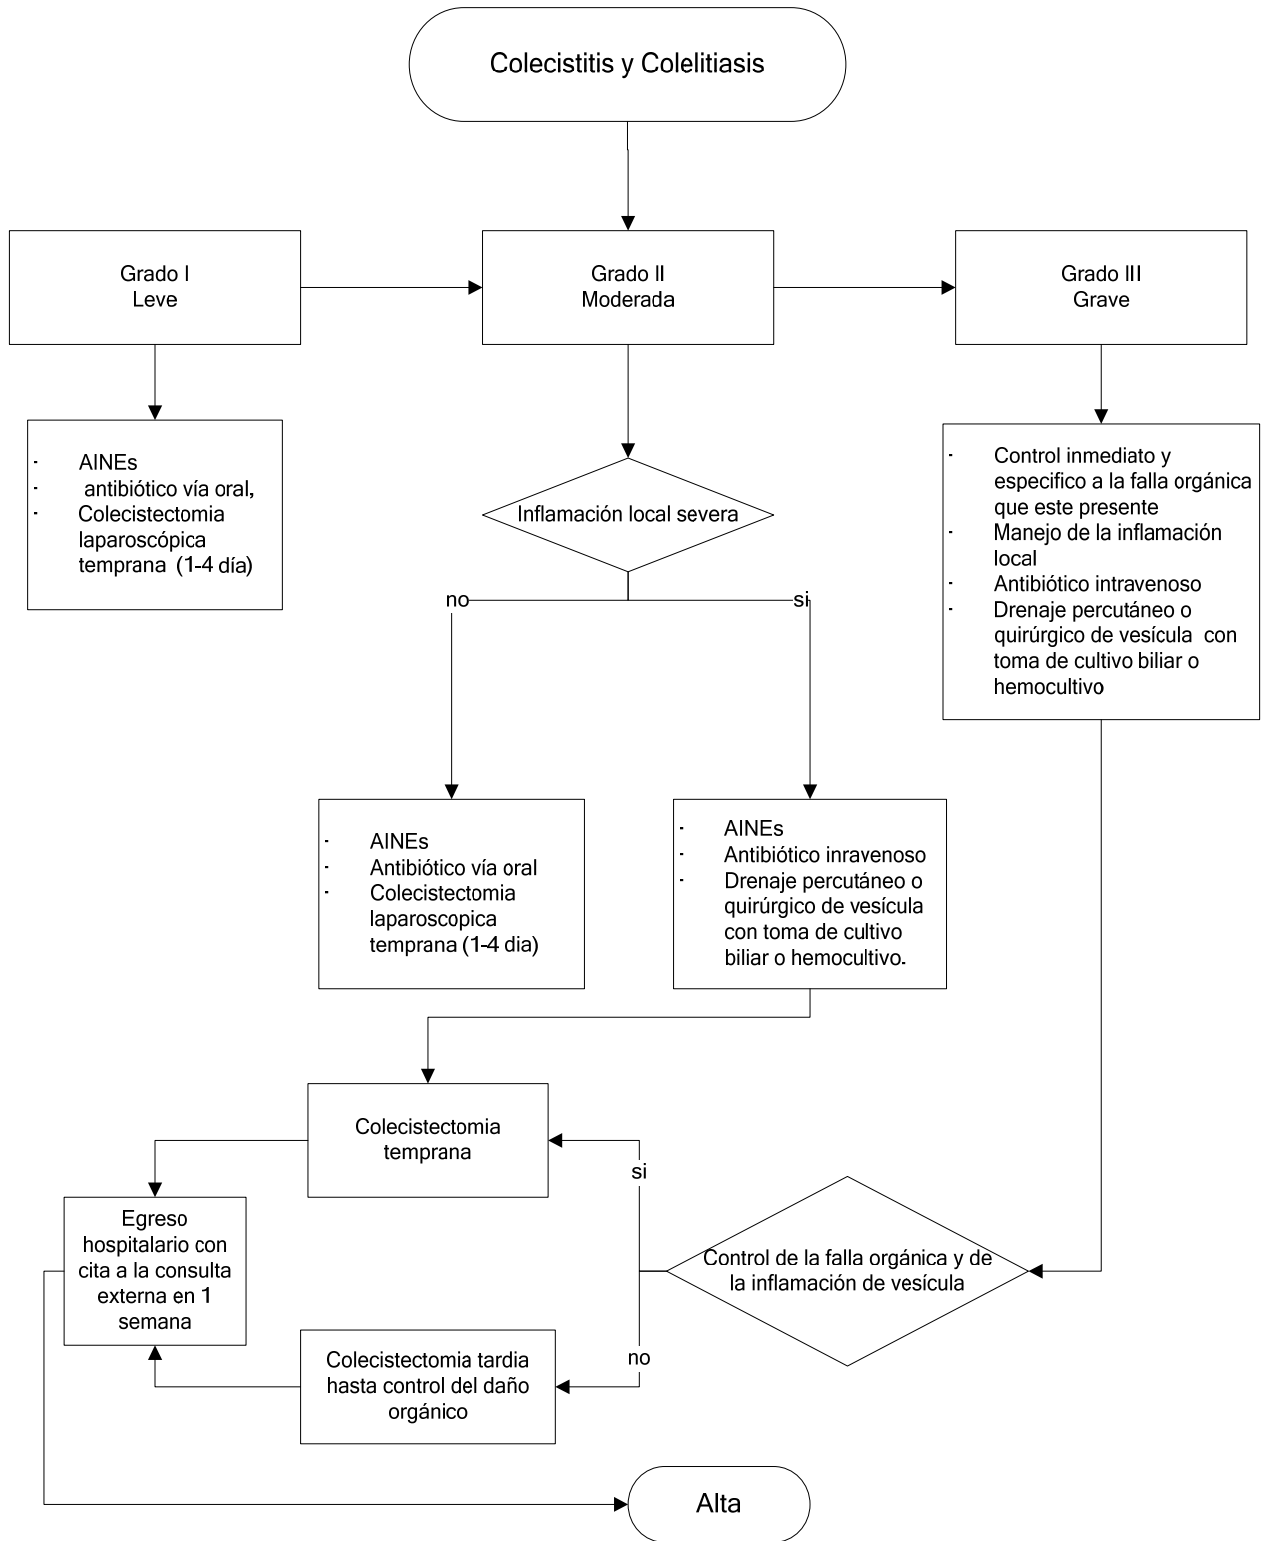 Colecistitis y Colelitiasis
Grado I
Leve
Grado II
Moderada
Grado III
Grave
- AINEs
- antibiótico vía oral,
- Colecistectomia
laparoscópica
temprana (1-4 día)
Inflamación local severa
no
si
- Control inmediato y
especifico a la falla orgánica
que este presente
- Manejo de la inflamación
local
- Antibiótico intravenoso
- Drenaje percutáneo o
quirúrgico de vesícula con
toma de cultivo biliar o
hemocultivo
- AINEs
- Antibiótico vía oral
- Colecistectomia
laparoscopica
temprana (1-4 dia)
- AINEs
- Antibiótico inravenoso
- Drenaje percutáneo o
quirúrgico de vesícula
con toma de cultivo
biliar o hemocultivo.
Colecistectomia
temprana
si
Control de la falla orgánica y de
la inflamación de vesícula
no
Egreso
hospitalario con
cita a la consulta
externa en 1
semana
Colecistectomia tardia
hasta control del daño
orgánico
Alta